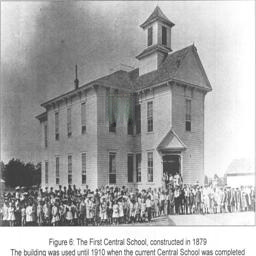 Figure 6: The First Central School, constructed in 1879
The building was used until 1910 when the current Central School was completed